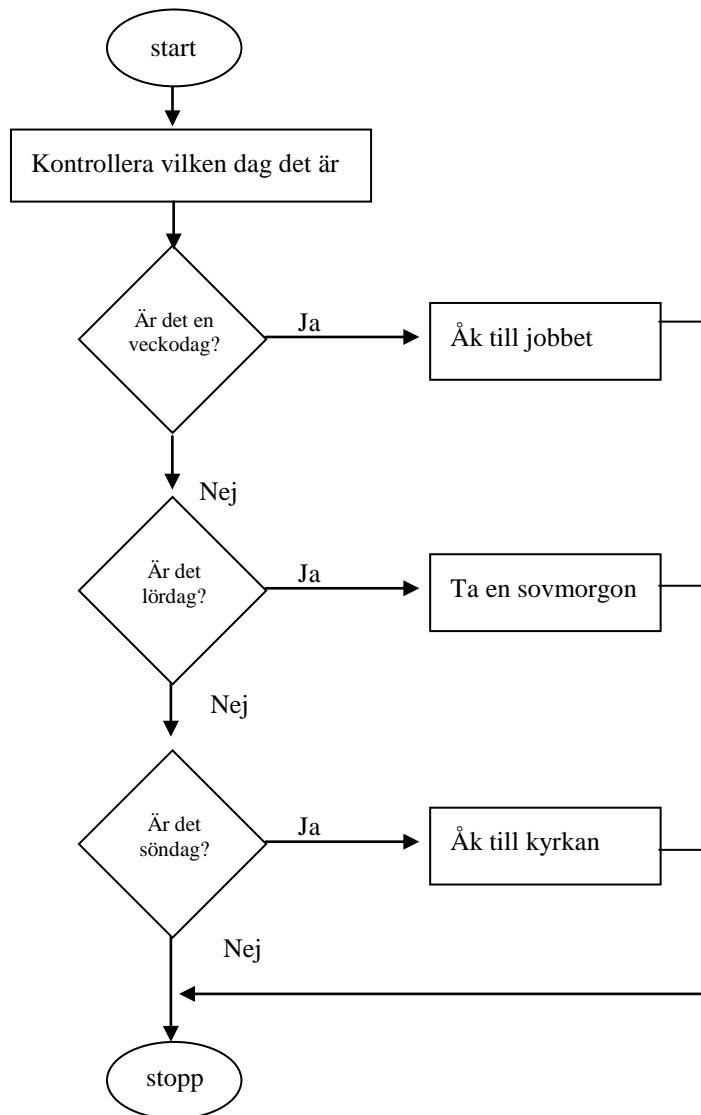 start
Kontrollera vilken dag det är
Är det en
veckodag?
Ja
Åk till jobbet
Nej
Är det
lördag?
Ja
Ta en sovmorgon
Nej
Är det
söndag?
Ja
Åk till kyrkan
Nej
stopp